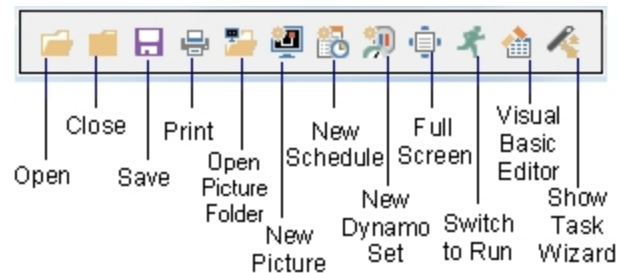 Open
Close
Save
Print
Open
Picture
Folder
New
Picture
New
Schedule
New
Dynamo
Set
Full
Screen
Switch
to Run
Visual
Basic
Editor
Show
Task
Wizard